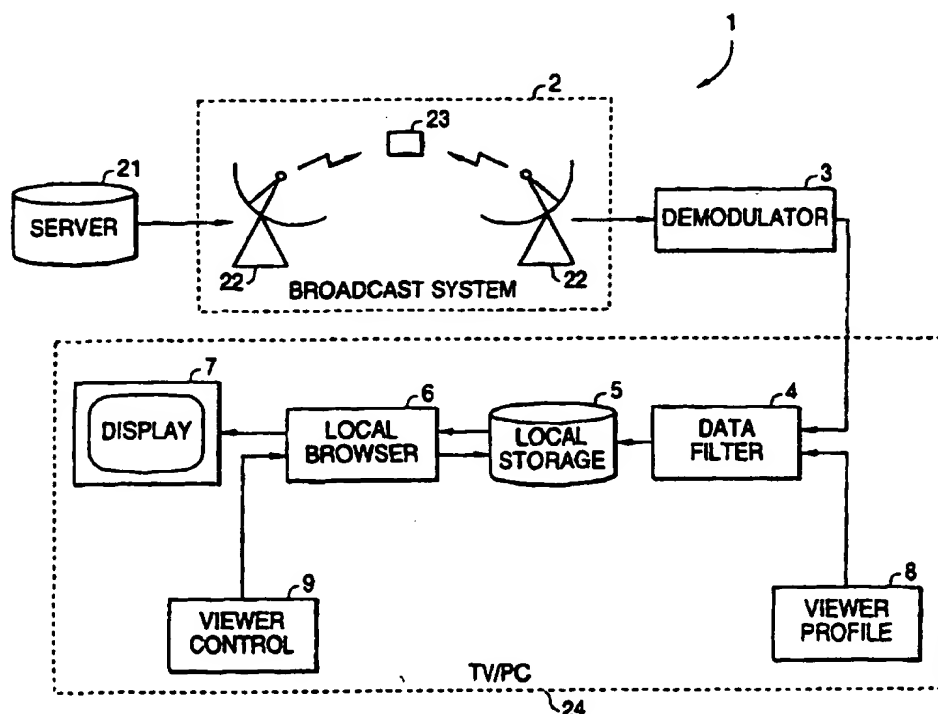 1
2
23
21
SERVER
22
22
BROADCAST SYSTEM
3
DEMODULATOR
7
DISPLAY
6
LOCAL
BROWSER
5
LOCAL
STORAGE
4
DATA
FILTER
9
VIEWER
CONTROL
8
VIEWER
PROFILE
TV/PC
24